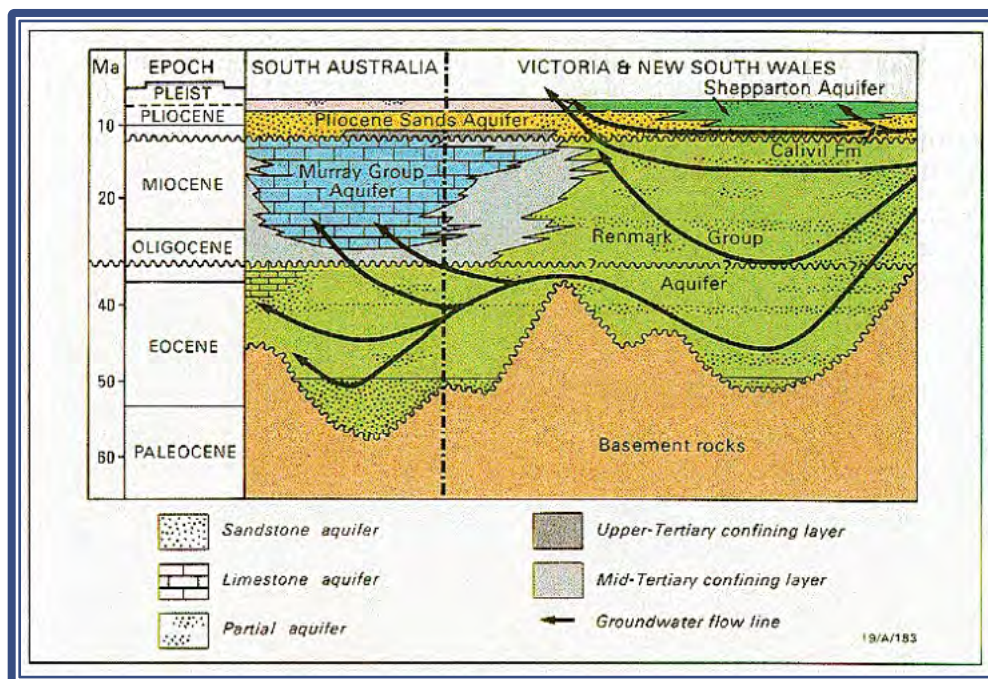 Ma EPOCH SOUTH AUSTRALIA VICTORIA & NEW SOUTH WALES
PLEIST
Shepparton Aquifer
PLIOCENE
Pliocene Sands Aquifer
10
Calivil Fm
MIOCENE
Murray Group
Aquifer
20
Renmark Group
OLIGOCENE
? ? ?
Aquifer
40
EOCENE
50
Basement rocks
PALEOCENE
60
Sandstone aquifer
Upper-Tertiary confining layer
Limestone aquifer
Mid-Tertiary confining layer
Partial aquifer
Groundwater flow line
19/A/183